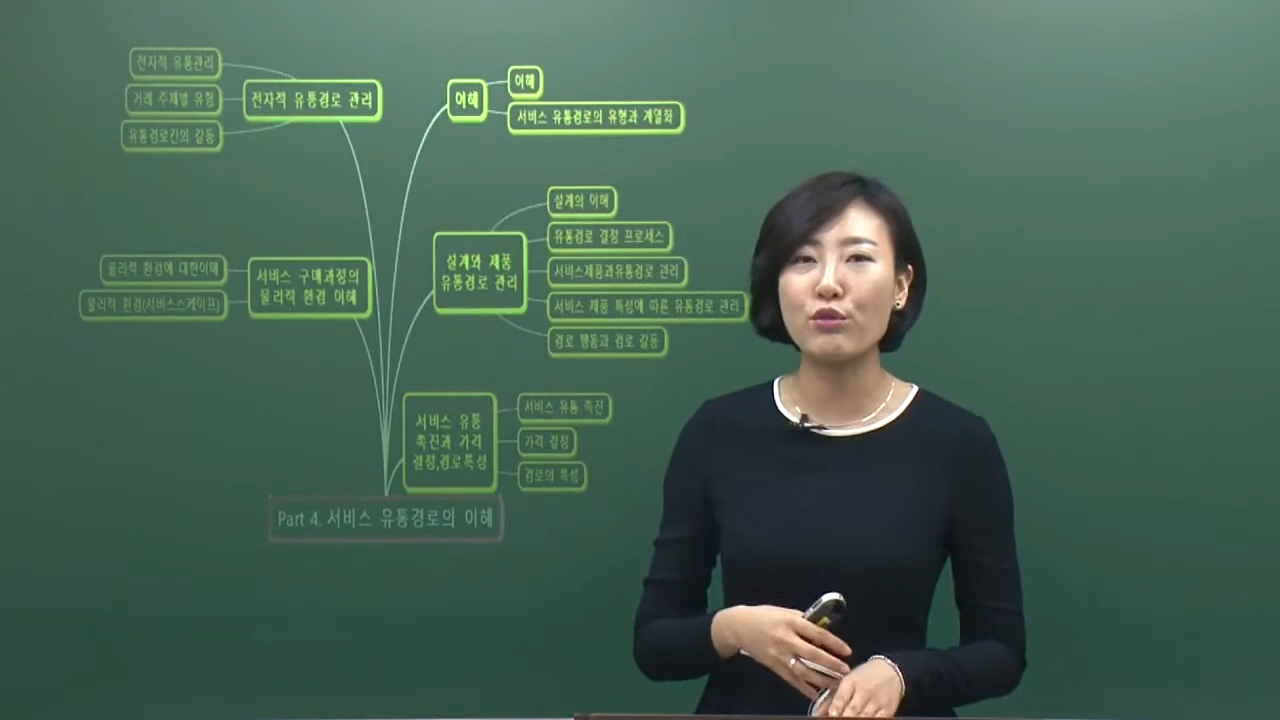 전자적 유통관리
거래 주체별 유형
유통경로간의 갈등
전자적 유통경로 관리
이해
이해
서비스 유통경로의 유형과 계열화
물리적 환경에 대한이해
물리적 환경(서비스스케이프)
서비스 구매과정의
물리적 환경 이해
설계와 제품
유통경로 관리
설계의 이해
유통경로 결정 프로세스
서비스제품과유통경로 관리
서비스 제품 특성에 따른 유통경로 관리
경로 행동과 경로 갈등
서비스 유통
촉진과 가격
결정,경로특성
서비스 유통 촉진
가격 결정
경로의 특성
Part 4. 서비스 유통경로의 이해